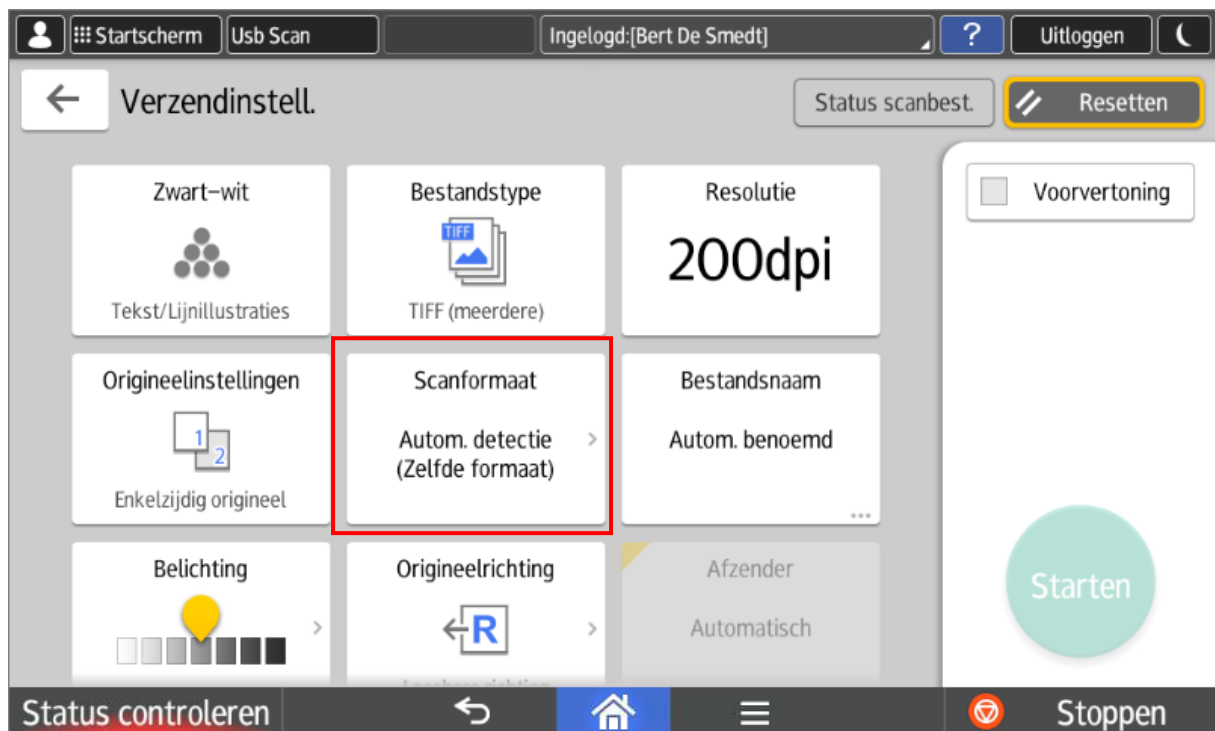 Startscherm Usb Scan Ingelogd:[Bert De Smedt] ? Uitloggen
Verzendinstell. Status scanbest. Resetten
Zwart-wit
Tekst/Lijnillustraties
Bestandstype
TIFF
TIFF (meerdere)
Resolutie
200dpi
Voorvertoning
Origineelinstellingen
1
2
Enkelzijdig origineel
Scanformaat
Autom. detectie
(Zelfde formaat)
Bestandsnaam
Autom. benoemd
...
Belichting
Origineelrichting
R
Afzender
Automatisch
Starten
Status controleren Stoppen